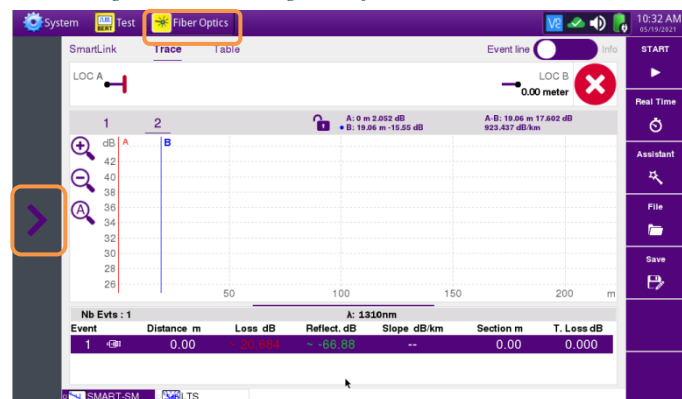 System Test Fiber Optics 10:32 AM
05/19/2021
SmartLink Trace Table Event line Info START
LOC A LOC B
0.00 meter
Real Time
1 2 A: 0 m 2.052 dB A-B: 19.06 m 17.602 dB
B: 19.06 m -15.55 dB 923.437 dB/km
dB A B
42
Assistant
40
38
36
File
34
32
30
28
Save
26
50 100 150 200 m
Nb Evts : 1 λ: 1310nm
Event Distance m Loss dB Reflect. dB Slope dB/km Section m T. Loss dB
1 0.00 ~ 20.684 ~ -66.88 -- 0.00 0.000
SMART-SM LTS